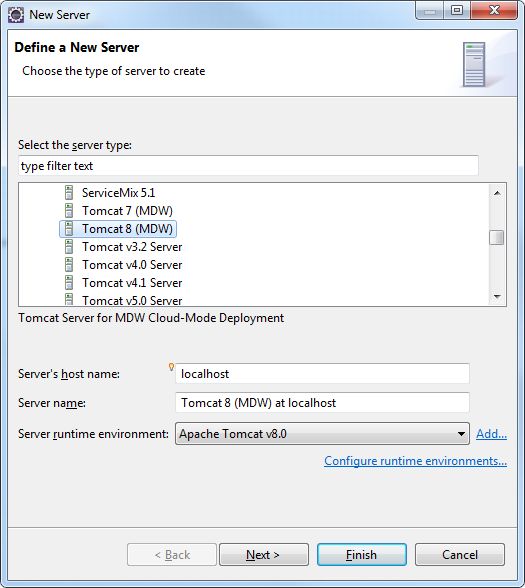 New Server
Define a New Server
Choose the type of server to create
Select the server type:
type filter text
ServiceMix 5.1
Tomcat 7 (MDW)
Tomcat 8 (MDW)
Tomcat v3.2 Server
Tomcat v4.0 Server
Tomcat v4.1 Server
Tomcat v5.0 Server
Tomcat Server for MDW Cloud-Mode Deployment
Server's host name: localhost
Server name: Tomcat 8 (MDW) at localhost
Server runtime environment: Apache Tomcat v8.0 Add...
Configure runtime environments...
< Back Next > Finish Cancel